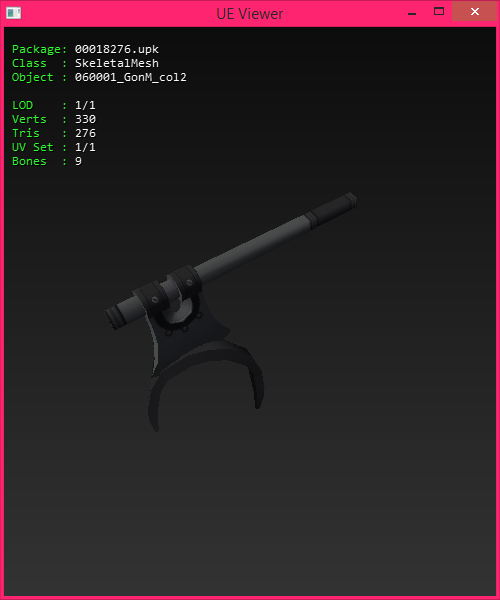 UE Viewer
Package: 00018276.upk
Class : SkeletalMesh
Object : 060001_GonM_col2
LOD : 1/1
Verts : 330
Tris : 276
UV Set : 1/1
Bones : 9